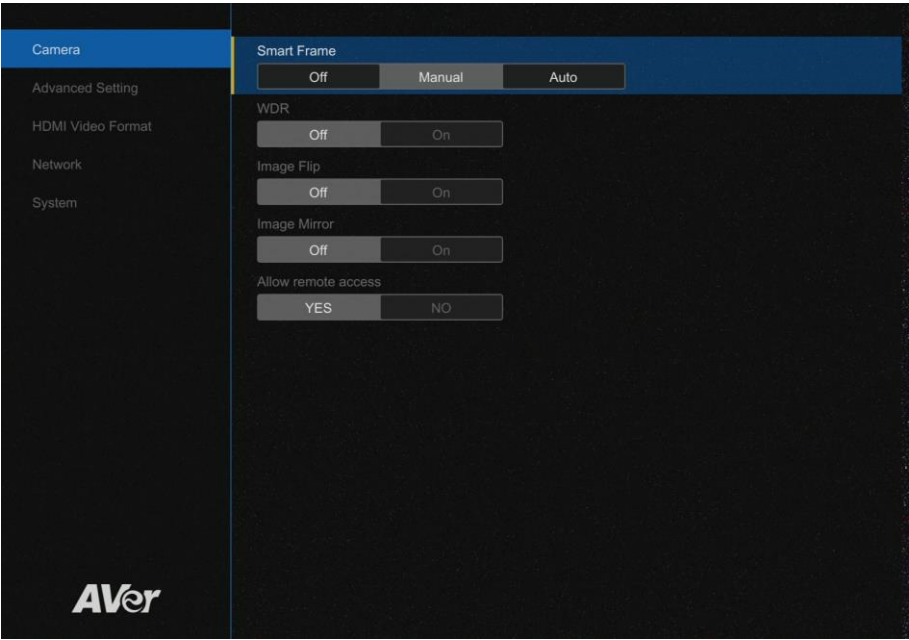 Camera
Advanced Setting
HDMI Video Format
Network
System
AVer
Smart Frame
Off Manual Auto
WDR
Off On
Image Flip
Off On
Image Mirror
Off On
Allow remote access
YES NO